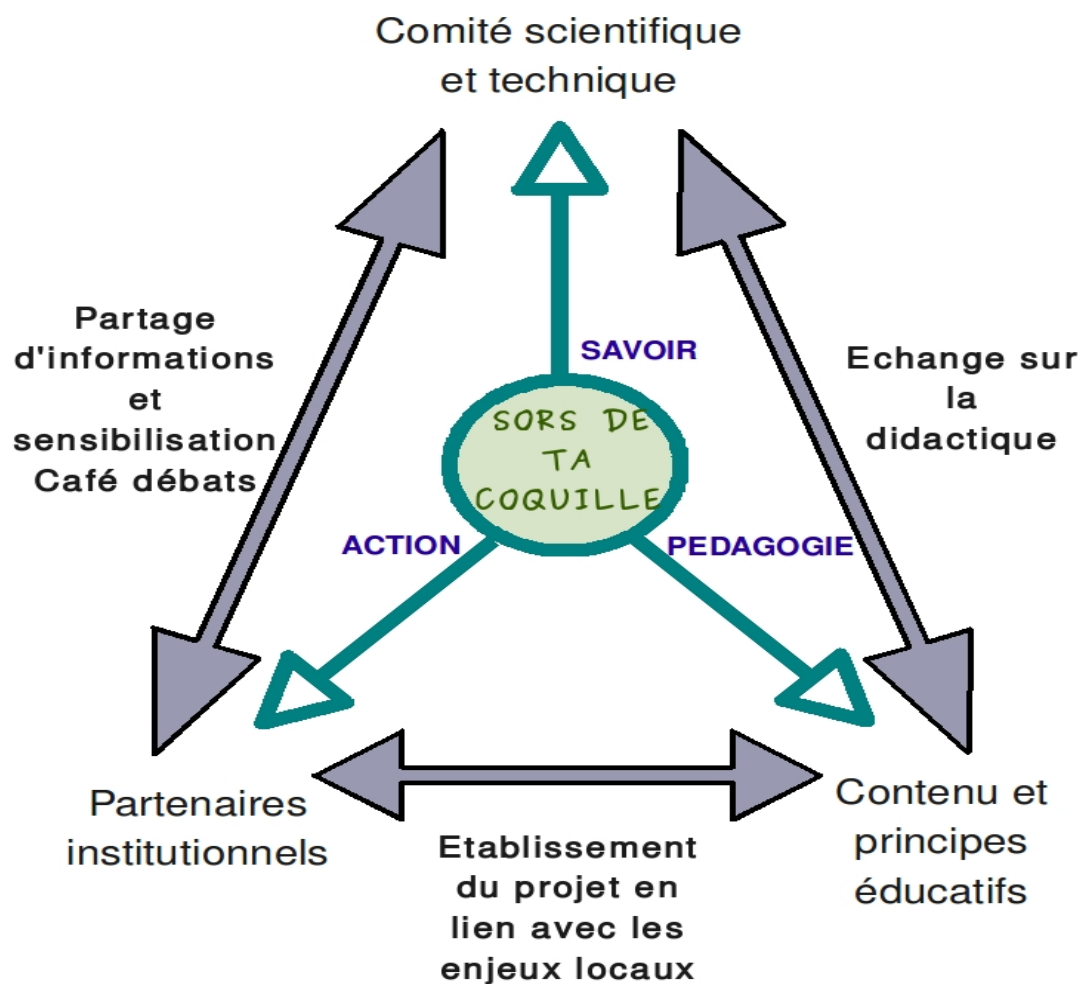 Comité scientifique
et technique
Partage
d'informations
et
sensibilisation
Café débats
SAVOIR
Echange sur
la
didactique
SORS DE
TA
COQUILLE
ACTION
PEDAGOGIE
Partenaires
institutionnels
Etablissement
du projet en
lien avec les
enjeux locaux
Contenu et
principes
éducatifs